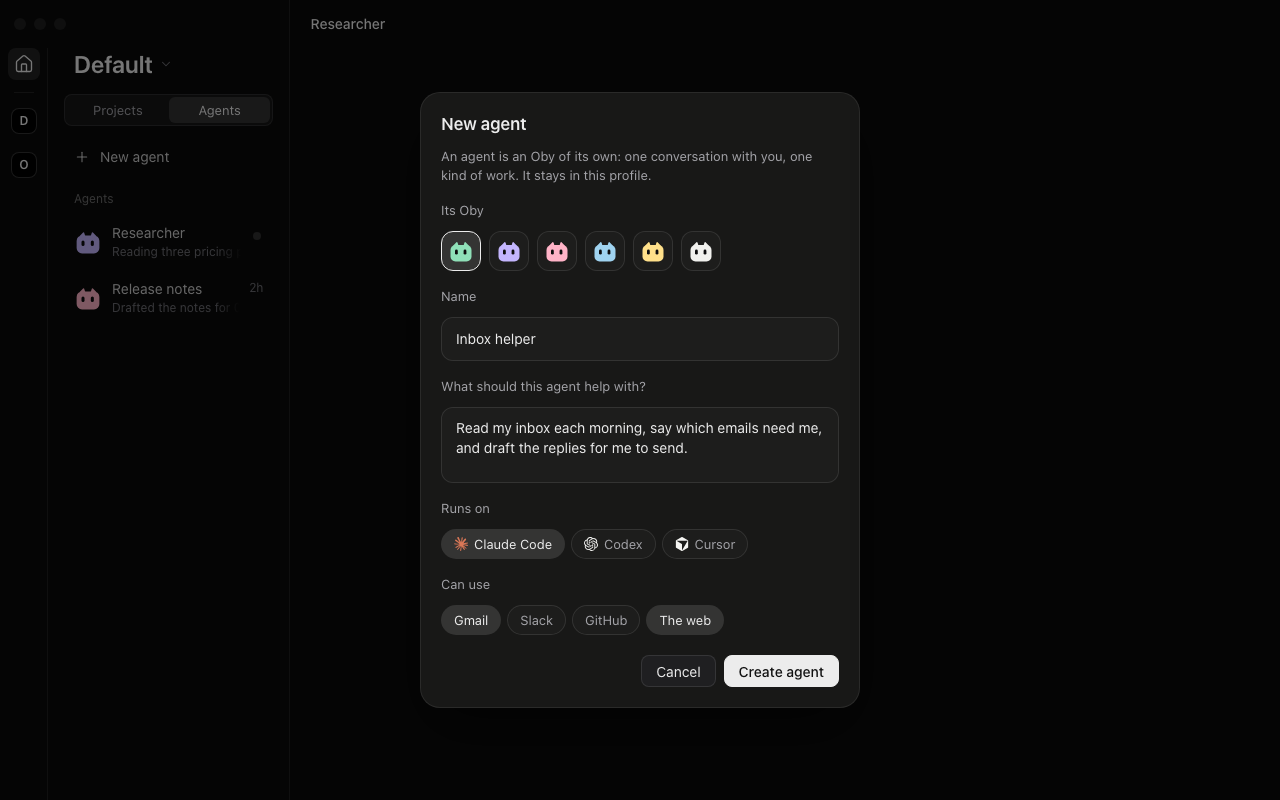 Researcher
Default
Projects
Agents
D
O
New agent
Agents
Researcher
Reading three pricing
Release notes
2h
Drafted the notes for
New agent
An agent is an Oby of its own: one conversation with you, one
kind of work. It stays in this profile.
Its Oby
Name
Inbox helper
What should this agent help with?
Read my inbox each morning, say which emails need me,
and draft the replies for me to send.
Runs on
Claude Code
Codex
Cursor
Can use
Gmail
Slack
GitHub
The web
Cancel
Create agent